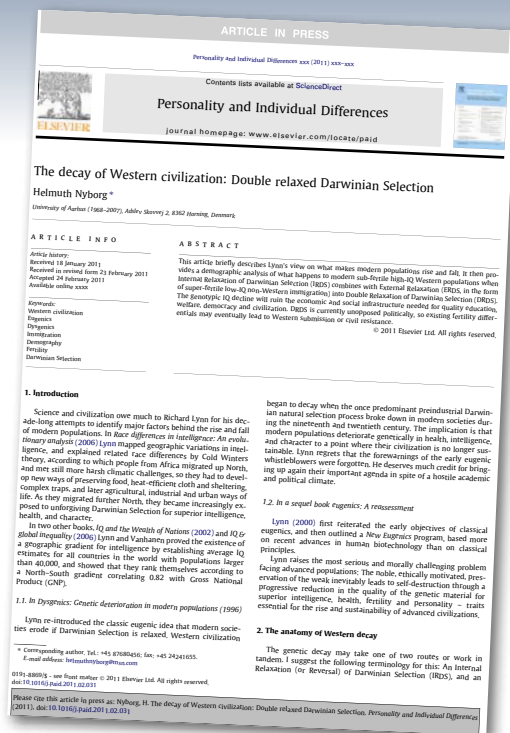 ARTICLE IN PRESS
Personality and Individual Differences xxx (2011) xxx–xxx
Contents lists available at ScienceDirect
Personality and Individual Differences
journal homepage: www.elsevier.com/locate/paid
ELSEVIER
The decay of Western civilization: Double relaxed Darwinian Selection
Helmuth Nyborg *
University of Aarhus (1968–2007), Adslev Skovvej 2, 8362 Horning, Denmark
ARTICLE INFO
Article history:
Received 18 January 2011
Received in revised form 23 February 2011
Accepted 24 February 2011
Available online xxxx
Keywords:
Western civilization
Eugenics
Dysgenics
Immigration
Demography
Fertility
Darwinian Selection
ABSTRACT
This article briefly describes Lynn's view on what makes modern populations rise and fall. It then pro-
vides a demographic analysis of what happens to modern sub-fertile high-IQ Western populations when
Internal Relaxation of Darwinian Selection (IRDS) combines with External Relaxation (ERDS, in the form
of super-fertile low-IQ non-Western immigration) into Double Relaxation of Darwinian Selection (DRDS).
The genotypic IQ decline will ruin the economic and social infrastructure needed for quality education,
welfare, democracy and civilization. DRDS is currently unopposed politically, so existing fertility differ-
entials may eventually lead to Western submission or civil resistance.
© 2011 Elsevier Ltd. All rights reserved.
1. Introduction
Science and civilization owe much to Richard Lynn for his dec-
ade-long attempts to identify major factors behind the rise and fall
of modern populations. In Race differences in intelligence: An evolu-
tionary analysis (2006) Lynn mapped geographic variations in intel-
ligence, and explained related race differences by Cold Winters
theory, according to which people from Africa migrated up North,
and met still more harsh climatic challenges, so they had to devel-
op new ways of preserving food, heat-efficient cloth and sheltering,
complex traps, and later agricultural, industrial and urban ways of
life. As they migrated further North, they became increasingly ex-
posed to unforgiving Darwinian Selection for superior intelligence,
health, and character.
In two other books, IQ and the Wealth of Nations (2002) and IQ &
global inequality (2006) Lynn and Vanhanen proved the existence of
a geographic gradient for intelligence by establishing average IQ
estimates for all countries in the world with populations larger
than 40,000, and showed that they rank themselves according to
a North–South gradient correlating 0.82 with Gross National
Product (GNP).
1.1. In Dysgenics: Genetic deterioration in modern populations (1996)
Lynn re-introduced the classic eugenic idea that modern socie-
ties erode if Darwinian Selection is relaxed. Western civilization
began to decay when the once predominant preindustrial Darwin-
ian natural selection process broke down in modern societies dur-
ing the nineteenth and twentieth century. The implication is that
modern populations deteriorate genetically in health, intelligence,
and character to a point where their civilization is no longer sus-
tainable. Lynn regrets that the forewarnings of the early eugenic
whistleblowers were forgotten. He deserves much credit for bring-
ing up again their important agenda in spite of a hostile academic
and political climate.
1.2. In a sequel book eugenics: A reassessment
Lynn (2000) first reiterated the early objectives of classical
eugenics, and then outlined a New Eugenics program, based more
on recent advances in human biotechnology than on classical
principles.
Lynn raises the most serious and morally challenging problem
facing advanced populations: The noble, ethically motivated, pres-
ervation of the weak inevitably leads to self-destruction through a
progressive reduction in the quality of the genetic material for
superior intelligence, health, fertility and personality – traits
essential for the rise and sustainability of advanced civilizations.
2. The anatomy of Western decay
The genetic decay may take one of two routes or work in
tandem. I suggest the following terminology for this: An Internal
Relaxation (or Reversal) of Darwinian Selection (IRDS), and an
* Corresponding author. Tel.: +45 87680456; fax: +45 24241655.
E-mail address: helmuthnyborg@msn.com
0191-8869/$ - see front matter © 2011 Elsevier Ltd. All rights reserved.
doi:10.1016/j.paid.2011.02.031
Please cite this article in press as: Nyborg, H. The decay of Western civilization: Double relaxed Darwinian Selection. Personality and Individual Differences
(2011), doi:10.1016/j.paid.2011.02.031